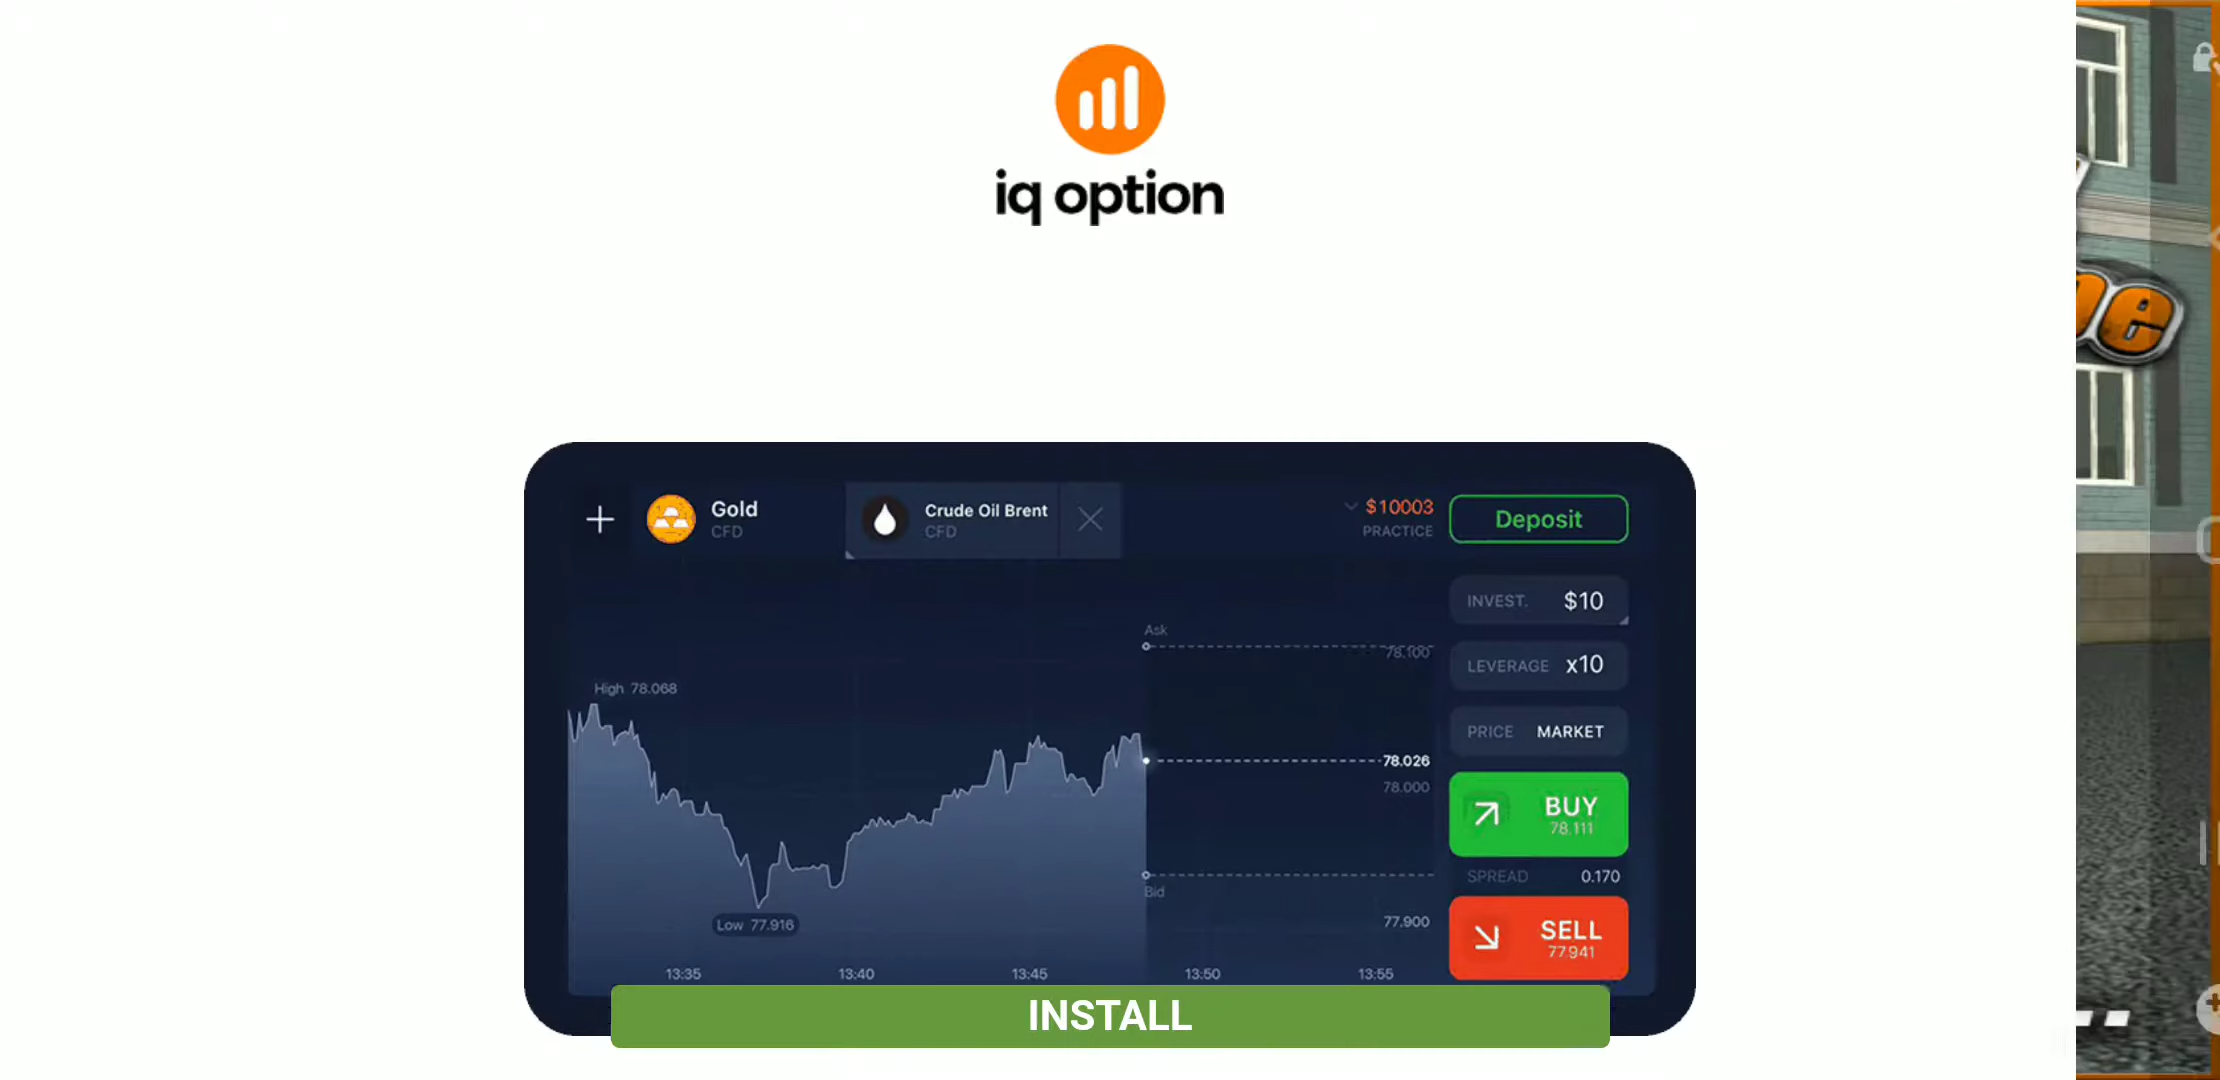 iq option
Gold
CFD
Crude Oil Brent
CFD
$10003
PRACTICE
Deposit
INVEST. $10
Ask
78.100
LEVERAGE x10
High 78.068
PRICE MARKET
78.026
78.000
BUY
78.111
SPREAD 0.170
Bid
77.900
Low 77.916
SELL
77.941
13:35 13:40 13:45 13:50 13:55
INSTALL